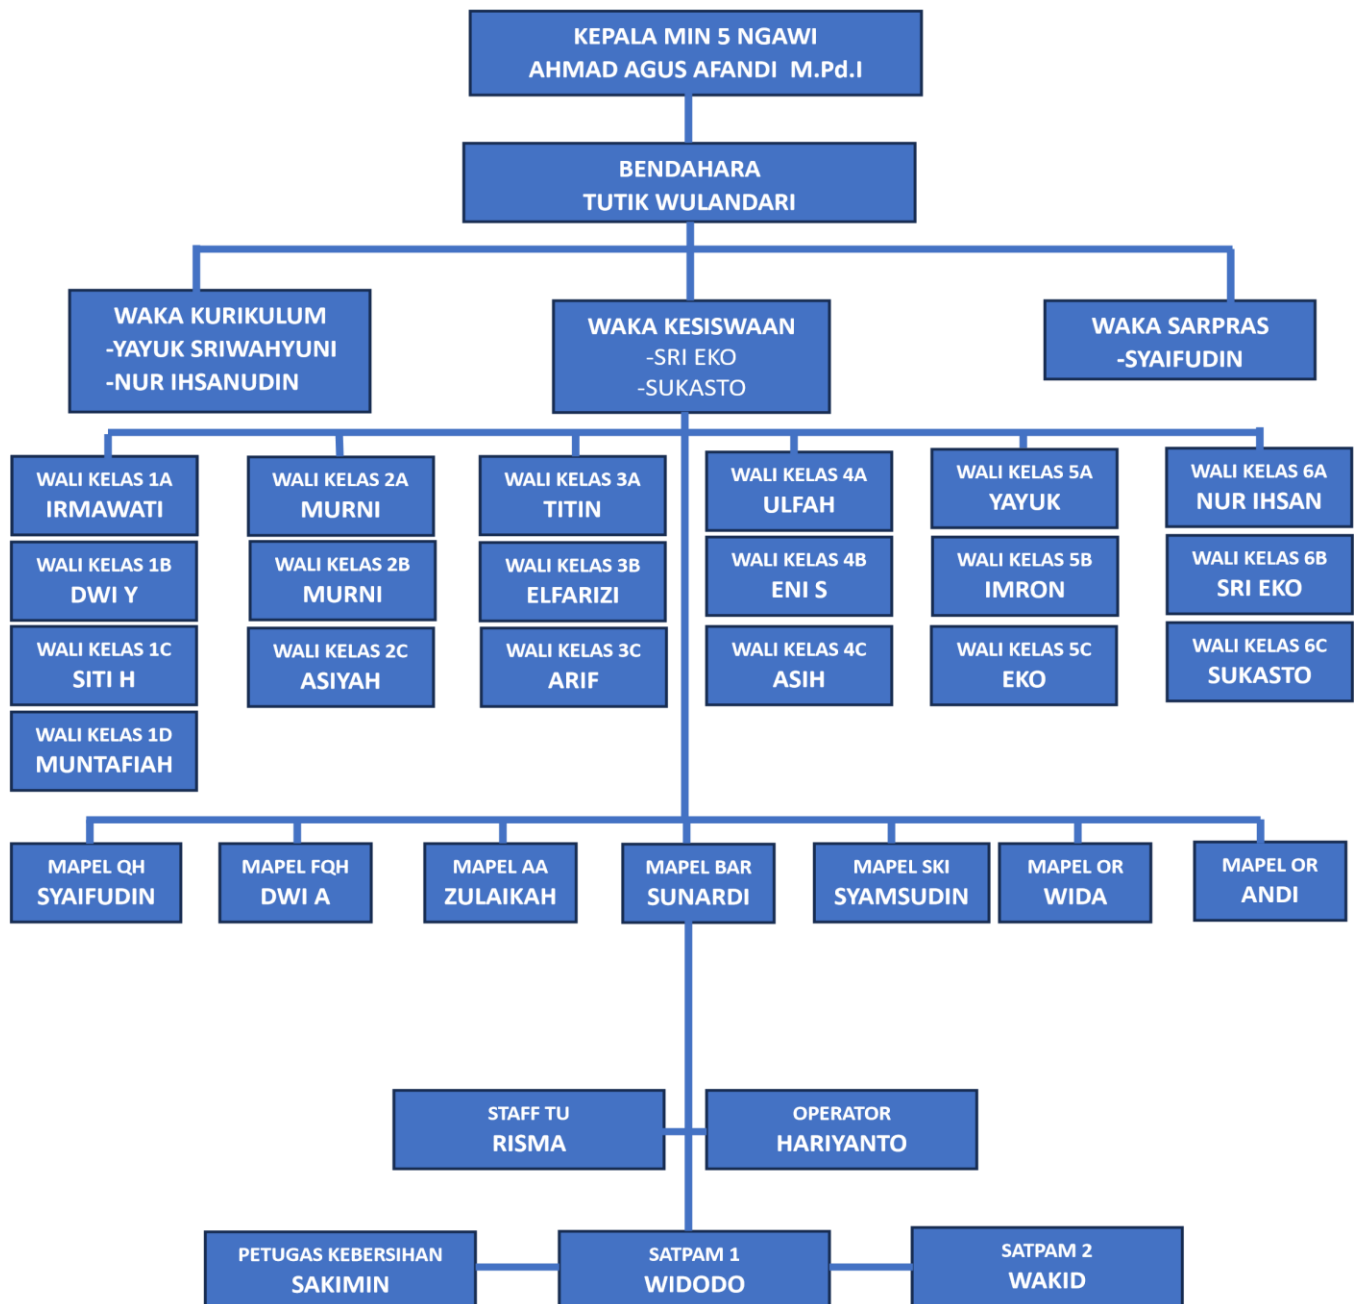 KEPALA MIN 5 NGAWI
AHMAD AGUS AFANDI  M.Pd.I
BENDAHARA
TUTIK WULANDARI
WAKA KURIKULUM
-YAYUK SRIWAHYUNI
-NUR IHSANUDIN
WAKA KESISWAAN
-SRI EKO
-SUKASTO
WAKA SARPRAS
-SYAIFUDIN
WALI KELAS 1A
IRMAWATI
WALI KELAS 2A
MURNI
WALI KELAS 3A
TITIN
WALI KELAS 4A
ULFAH
WALI KELAS 5A
YAYUK
WALI KELAS 6A
NUR IHSAN
WALI KELAS 1B
DWI Y
WALI KELAS 2B
MURNI
WALI KELAS 3B
ELFARIZI
WALI KELAS 4B
ENI S
WALI KELAS 5B
IMRON
WALI KELAS 6B
SRI EKO
WALI KELAS 1C
SITI H
WALI KELAS 2C
ASIYAH
WALI KELAS 3C
ARIF
WALI KELAS 4C
ASIH
WALI KELAS 5C
EKO
WALI KELAS 6C
SUKASTO
WALI KELAS 1D
MUNTAFIAH
MAPEL QH
SYAIFUDIN
MAPEL FQH
DWI A
MAPEL AA
ZULAIKAH
MAPEL BAR
SUNARDI
MAPEL SKI
SYAMSUDIN
MAPEL OR
WIDA
MAPEL OR
ANDI
STAFF TU
RISMA
OPERATOR
HARIYANTO
PETUGAS KEBERSIHAN
SAKIMIN
SATPAM 1
WIDODO
SATPAM 2
WAKID